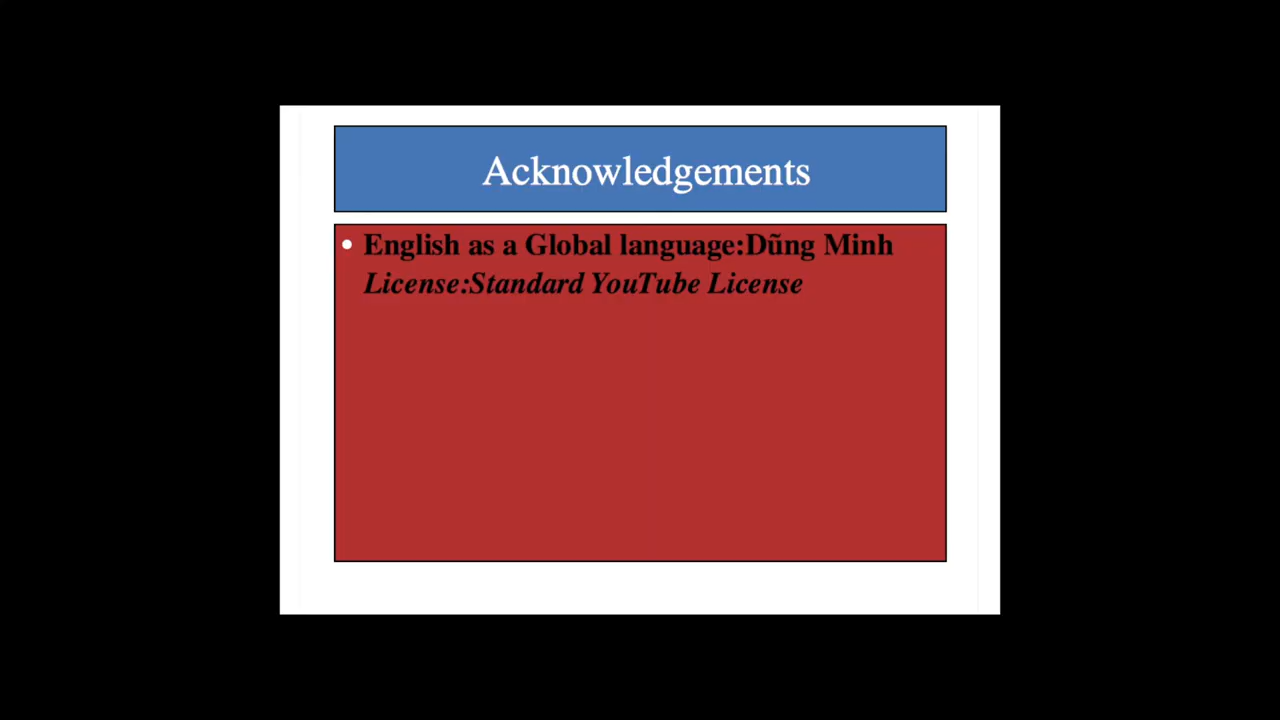 Acknowledgements
• English as a Global language:Dũng Minh
License:Standard YouTube License